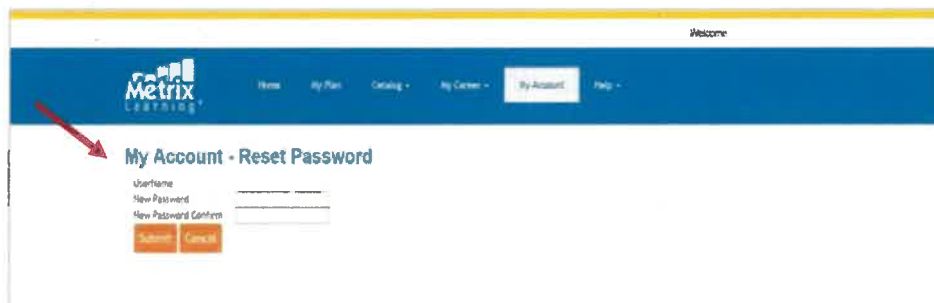 Welcome
Metrix
Learning
Home My Plan Catalog My Career My Account Help
My Account - Reset Password
UserName
New Password
New Password Confirm
Submit Cancel